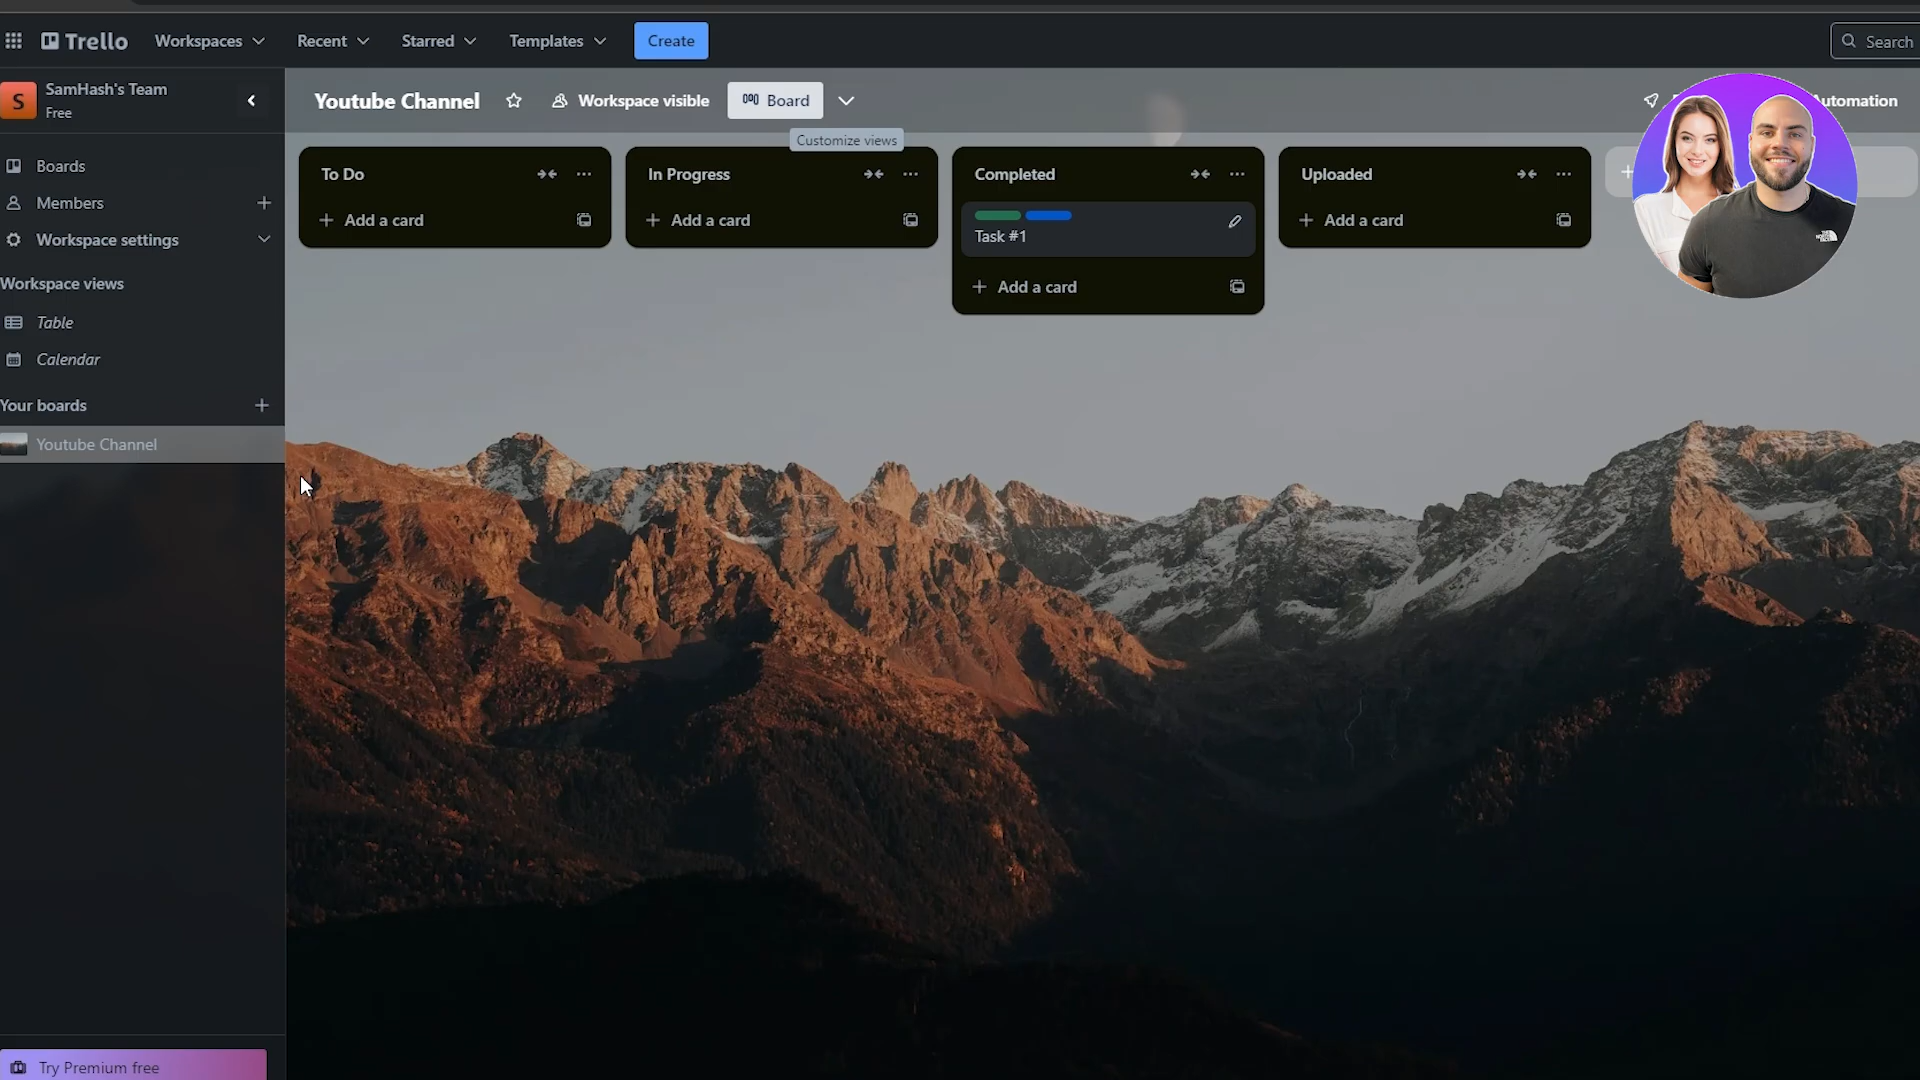 Trello
Workspaces
Recent
Starred
Templates
Create
Search
S
SamHash's Team
Free
Youtube Channel
Workspace visible
Board
Automation
Customize views
Boards
Members
Workspace settings
Workspace views
Table
Calendar
Your boards
Youtube Channel
To Do
Add a card
In Progress
Add a card
Completed
Task #1
Add a card
Uploaded
Add a card
Try Premium free